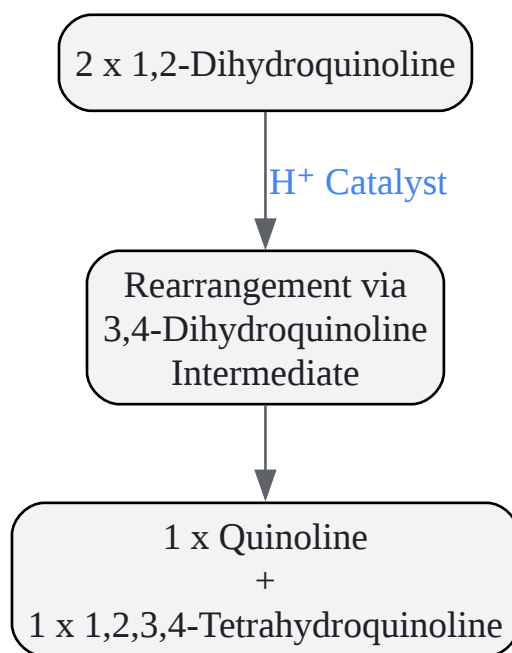 2 x 1,2-Dihydroquinoline
H⁺ Catalyst
Rearrangement via
3,4-Dihydroquinoline
Intermediate
1 x Quinoline
+
1 x 1,2,3,4-Tetrahydroquinoline